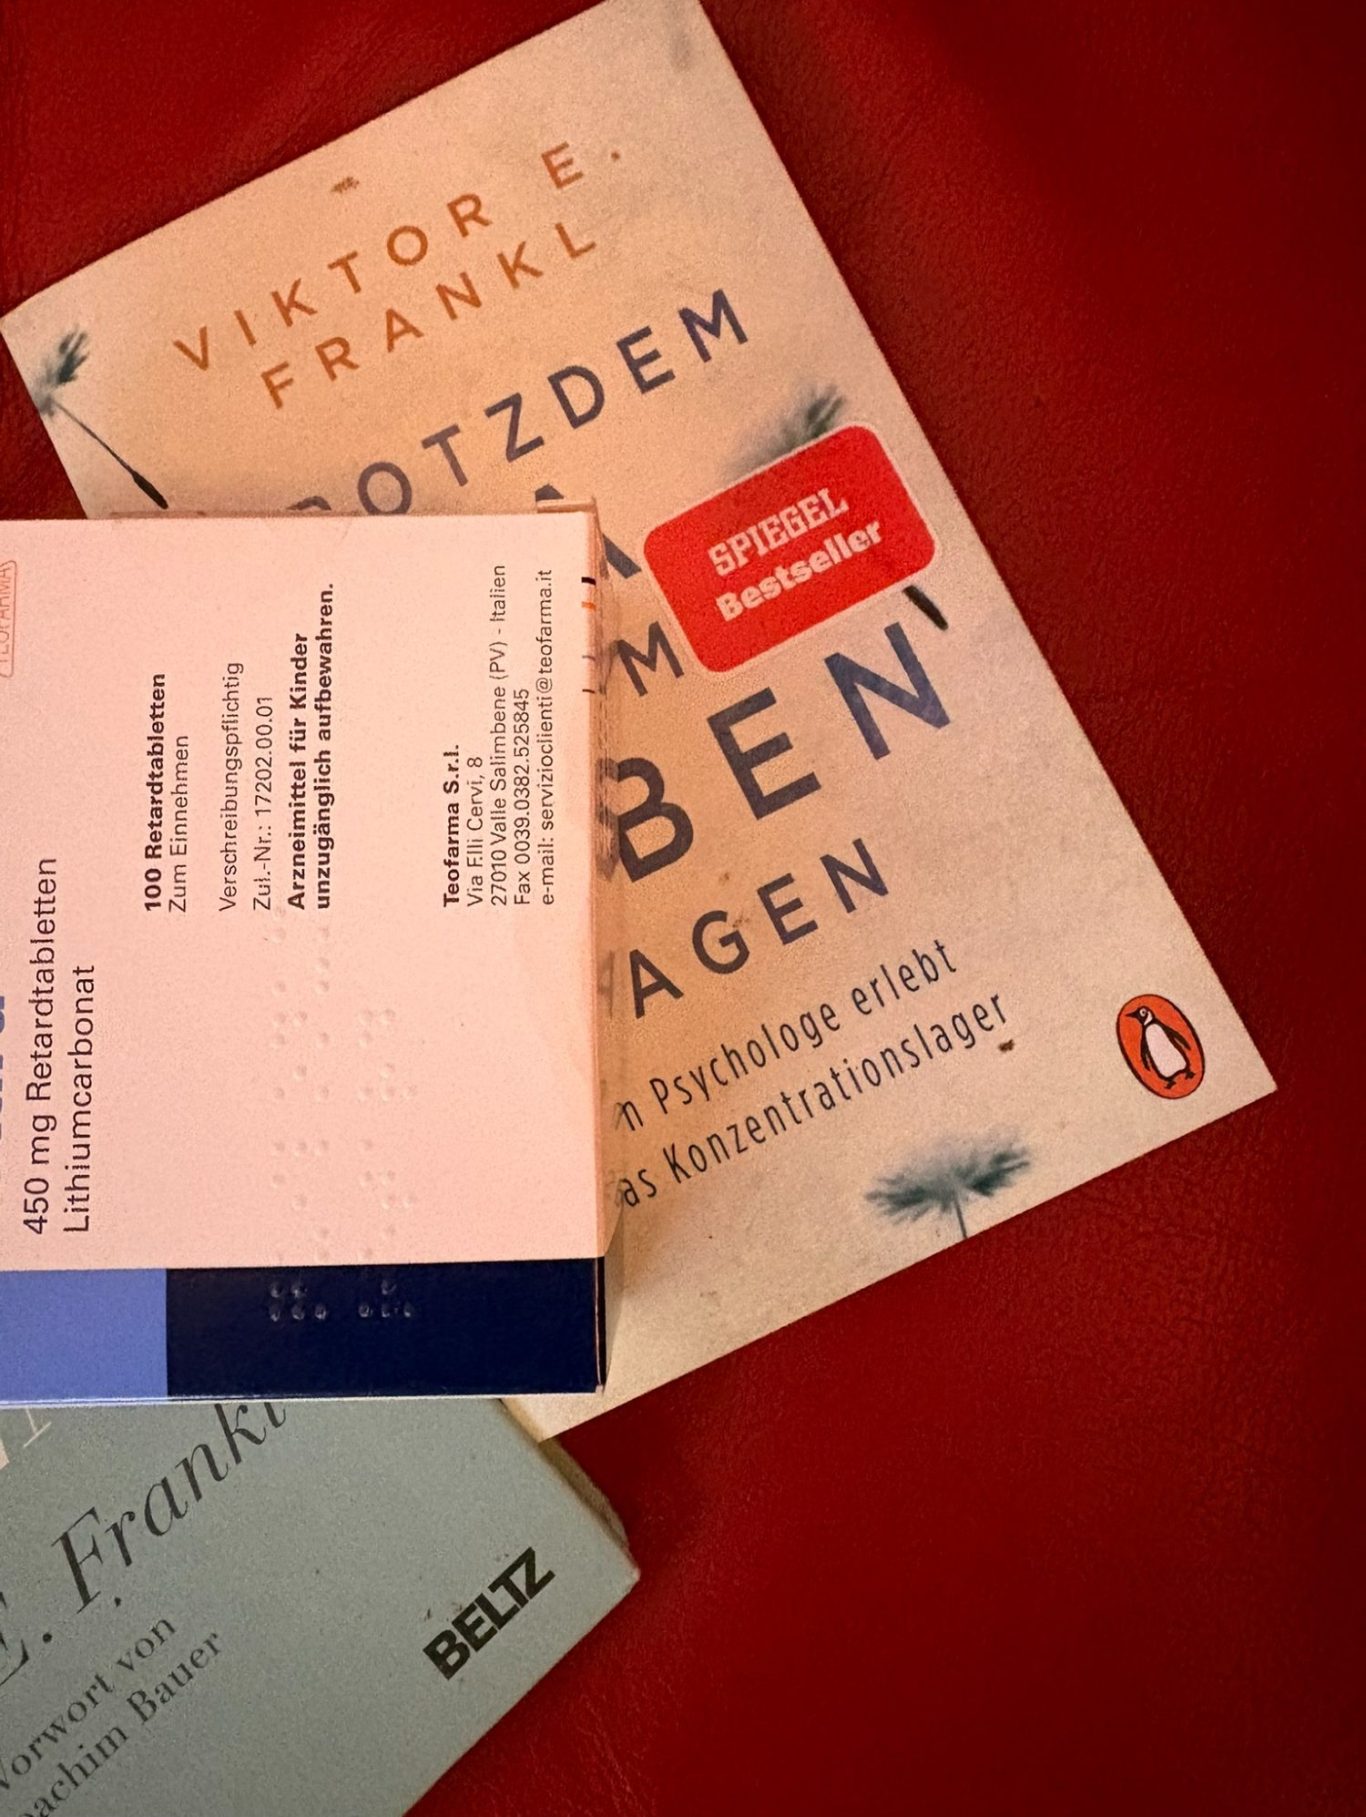 VIKTOR E.
FRANKL
OTZDEM
M
BEN
AGEN
n Psychologe erlebt
as Konzentrationslager
SPIEGEL
Bestseller
TEOFARMA
450 mg Retardtabletten
Lithiumcarbonat
100 Retardtabletten
Zum Einnehmen
Verschreibungspflichtig
Zul.-Nr.: 17202.00.01
Arzneimittel für Kinder
unzugänglich aufbewahren.
Teofarma S.r.l.
Via F.lli Cervi, 8
27010 Valle Salimbene (PV) - Italien
Fax 0039.0382.525845
e-mail: servizioclienti@teofarma.it
E. Frankl
Vorwort von
achim Bauer
BELTZ